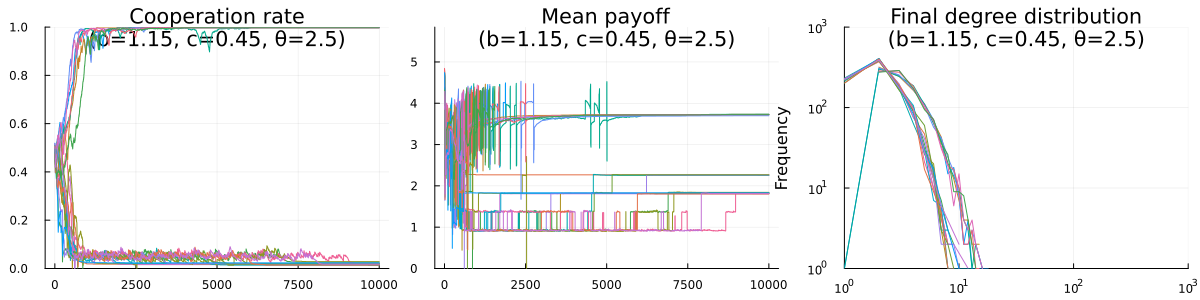 Cooperation rate
(b=1.15, c=0.45, θ=2.5)
1.0
0.8
0.6
0.4
0.2
0.0
0 2500 5000 7500 10000
Mean payoff
(b=1.15, c=0.45, θ=2.5)
5
4
3
2
1
0
0 2500 5000 7500 10000
Final degree distribution
(b=1.15, c=0.45, θ=2.5)
Frequency
10³
10²
10¹
10⁰
10⁰ 10¹ 10² 10³